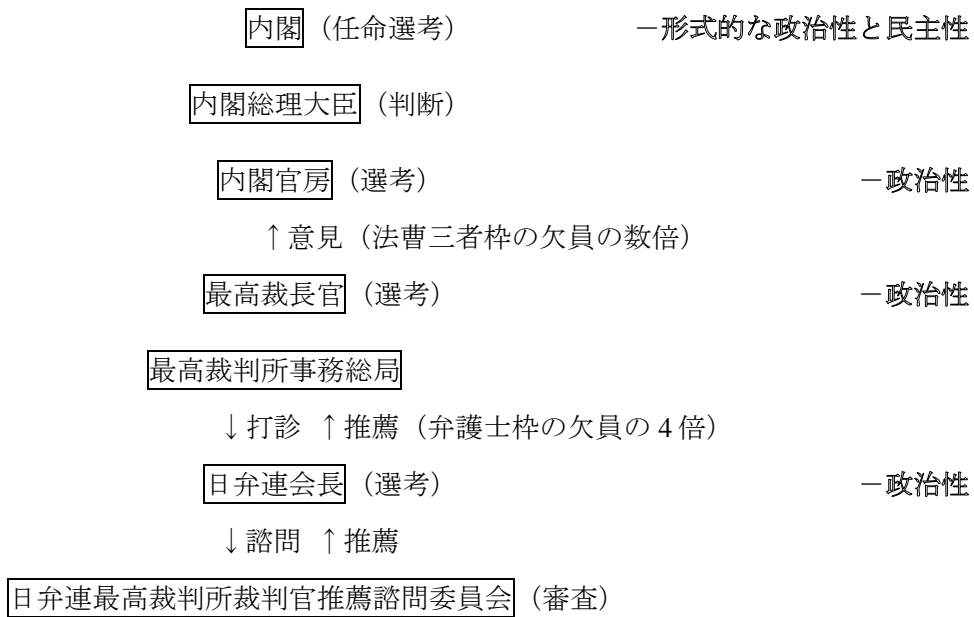 内閣（任命選考） －形式的な政治性と民主性
内閣総理大臣（判断）
内閣官房（選考） －政治性
↑意見（法曹三者枠の欠員の数倍）
最高裁長官（選考） －政治性
最高裁判所事務総局
↓打診 ↑推薦（弁護士枠の欠員の4倍）
日弁連会長（選考） －政治性
↓諮問 ↑推薦
日弁連最高裁判所裁判官推薦諮問委員会（審査）